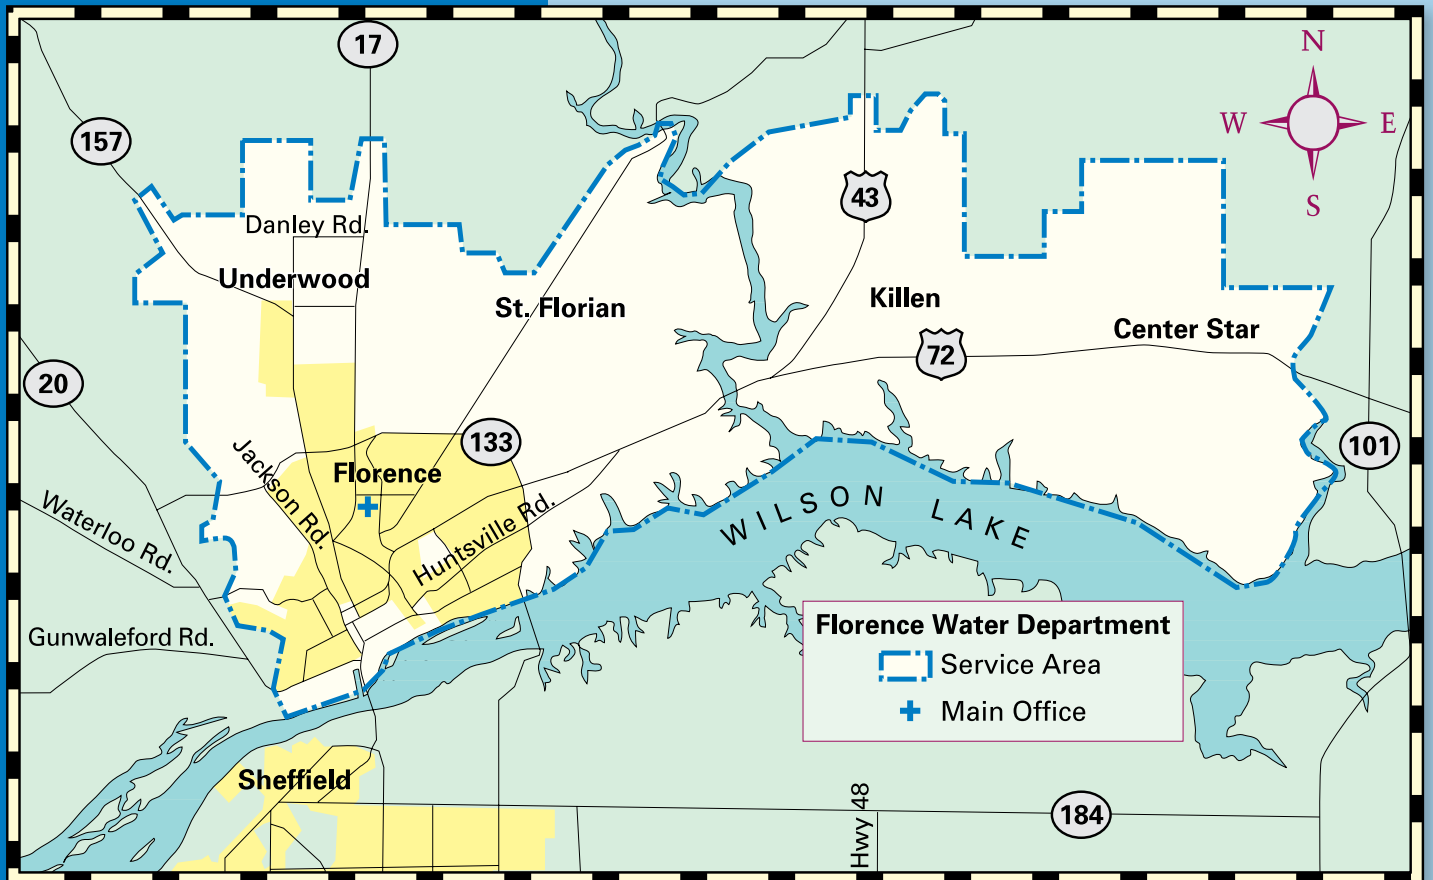 17
N
W
E
S
157
43
Danley Rd.
Underwood
St. Florian
Killen
Center Star
72
20
133
101
Jackson Rd.
Florence
Waterloo Rd.
Huntsville Rd.
WILSON LAKE
Gunwaleford Rd.
Florence Water Department
Service Area
Main Office
Sheffield
Hwy 48
184